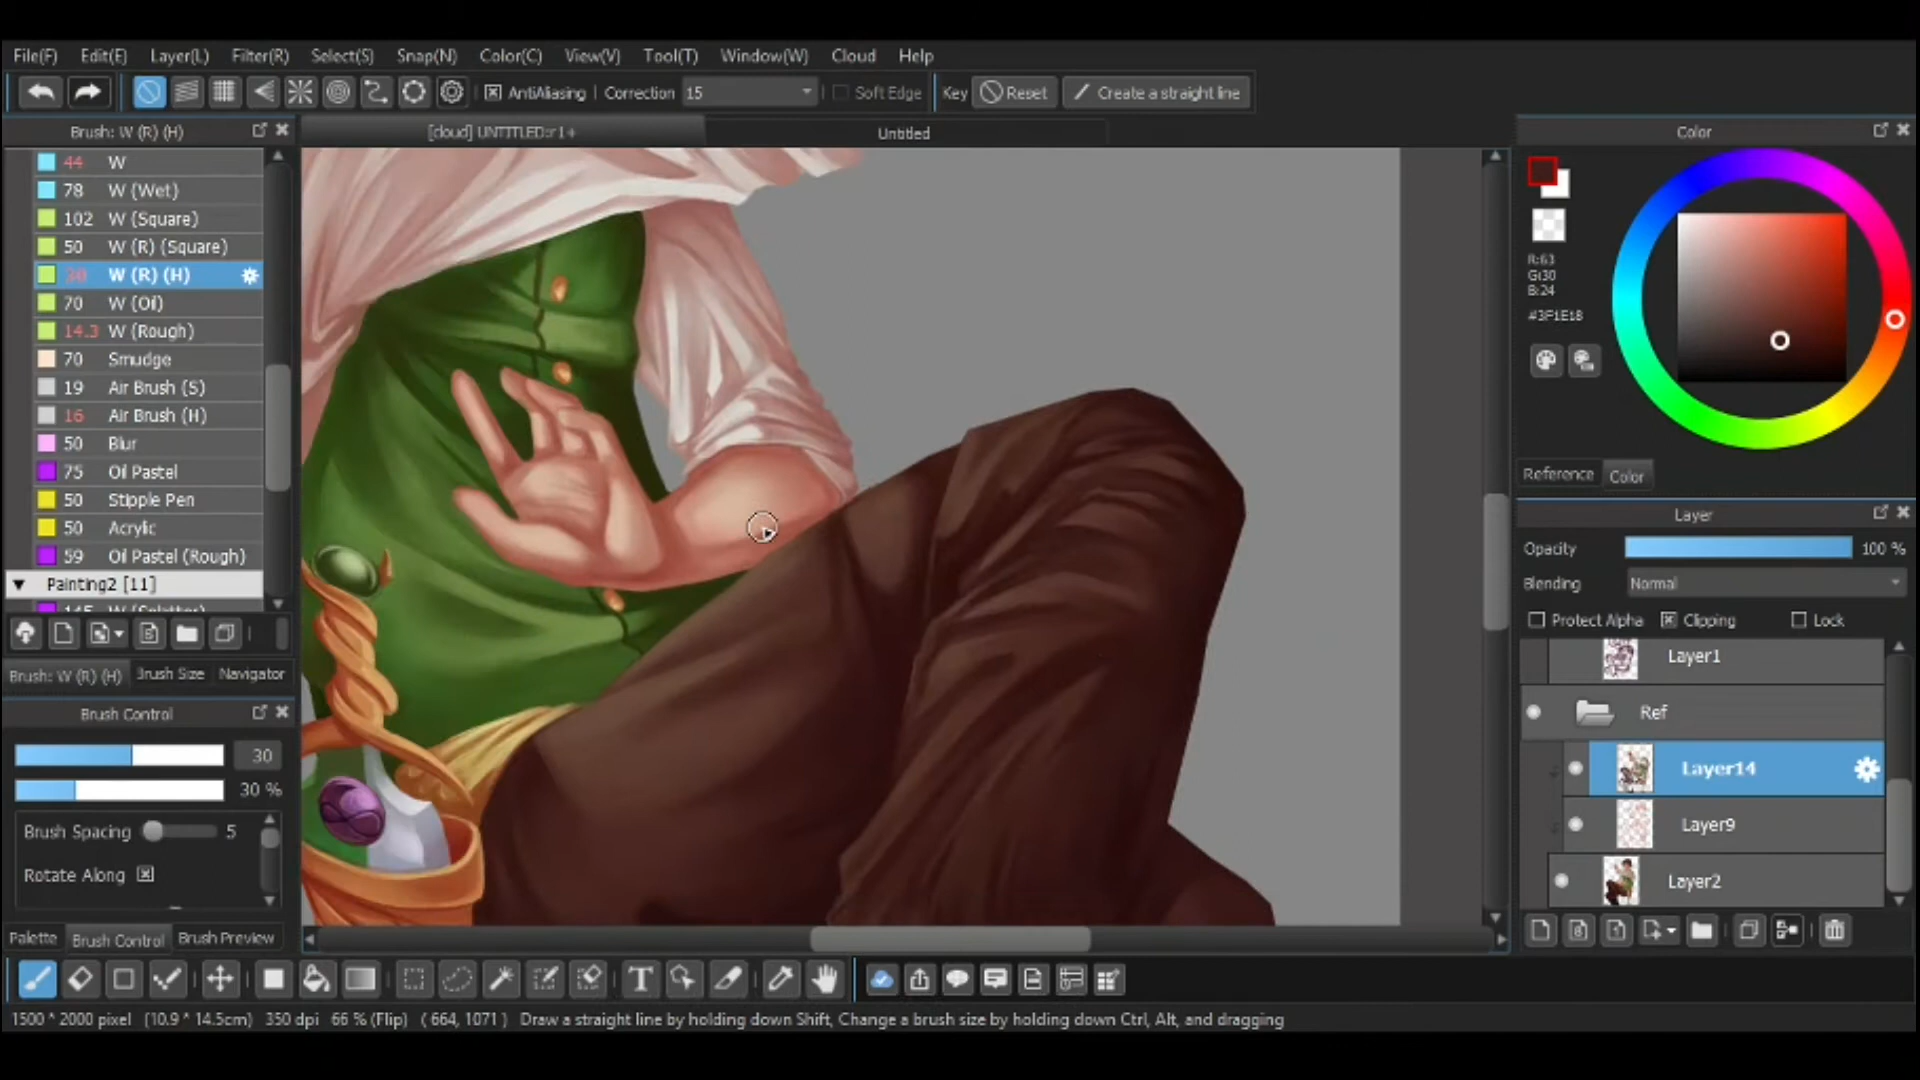 File(F) Edit(E) Layer(L) Filter(R) Select(S) Snap(N) Color(C) View(V) Tool(T) Window(W) Cloud Help
AntiAliasing Correction 15 Soft Edge Key Reset Create a straight line
Brush: W (R) (H)
[cloud] UNTITLED::r1+
Untitled
Color
44 W
78 W (Wet)
102 W (Square)
50 W (R) (Square)
30 W (R) (H)
70 W (Oil)
14.3 W (Rough)
70 Smudge
19 Air Brush (S)
16 Air Brush (H)
50 Blur
75 Oil Pastel
50 Stipple Pen
50 Acrylic
59 Oil Pastel (Rough)
Painting2 [11]
145 W (Splatter)
Brush: W (R) (H) Brush Size Navigator
Brush Control
30
30 %
Brush Spacing 5
Rotate Along
Palette Brush Control Brush Preview
R:63
G:30
B:24
#3F1E18
Reference Color
Layer
Opacity 100 %
Blending Normal
Protect Alpha Clipping Lock
Layer1
Ref
Layer14
Layer9
Layer2
1500 * 2000 pixel (10.9 * 14.5cm) 350 dpi 66 % (Flip) ( 664, 1071 ) Draw a straight line by holding down Shift, Change a brush size by holding down Ctrl, Alt, and dragging